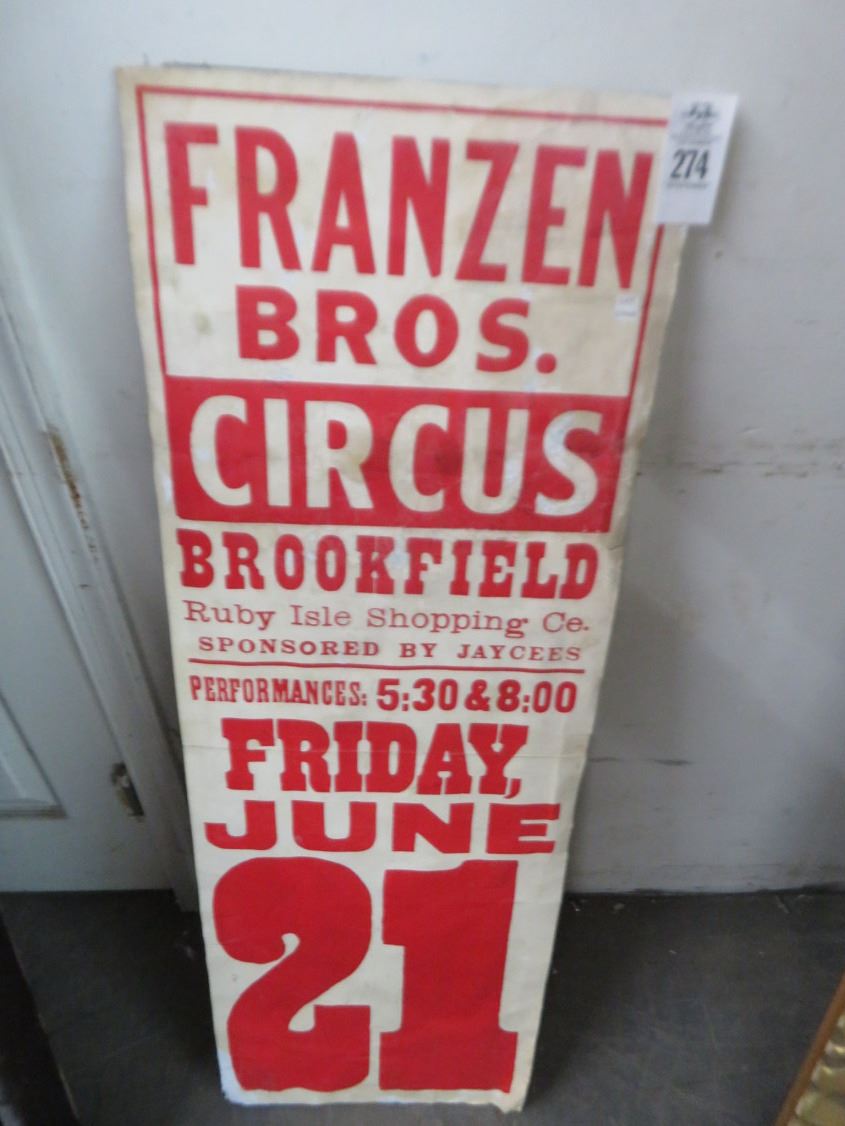 FRANZEN
BROS.
CIRCUS
BROOKFIELD
Ruby Isle Shopping Ce.
SPONSORED BY JAYCEES
PERFORMANCES: 5:30 & 8:00
FRIDAY,
JUNE
21
274